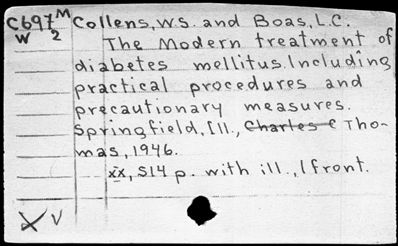 C697M Collens, W.S. and Boas, L.C.
W 2 The Modern treatment of
diabetes mellitus. Including
practical procedures and
precautionary measures.
Springfield, Ill., Charles C Tho-
mas, 1946.
xx, 514 p. with ill., 1 front.
X V